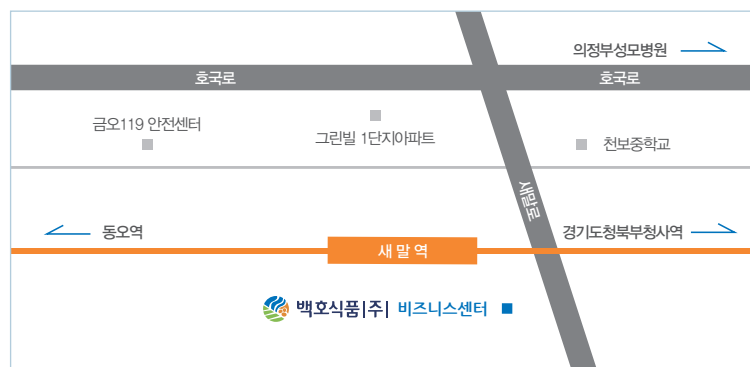 의정부성모병원
호국로
호국로
금오119 안전센터
그린빌 1단지아파트
천보중학교
새말로
동오역
경기도청북부청사역
새말역
백호식품|주| 비즈니스센터